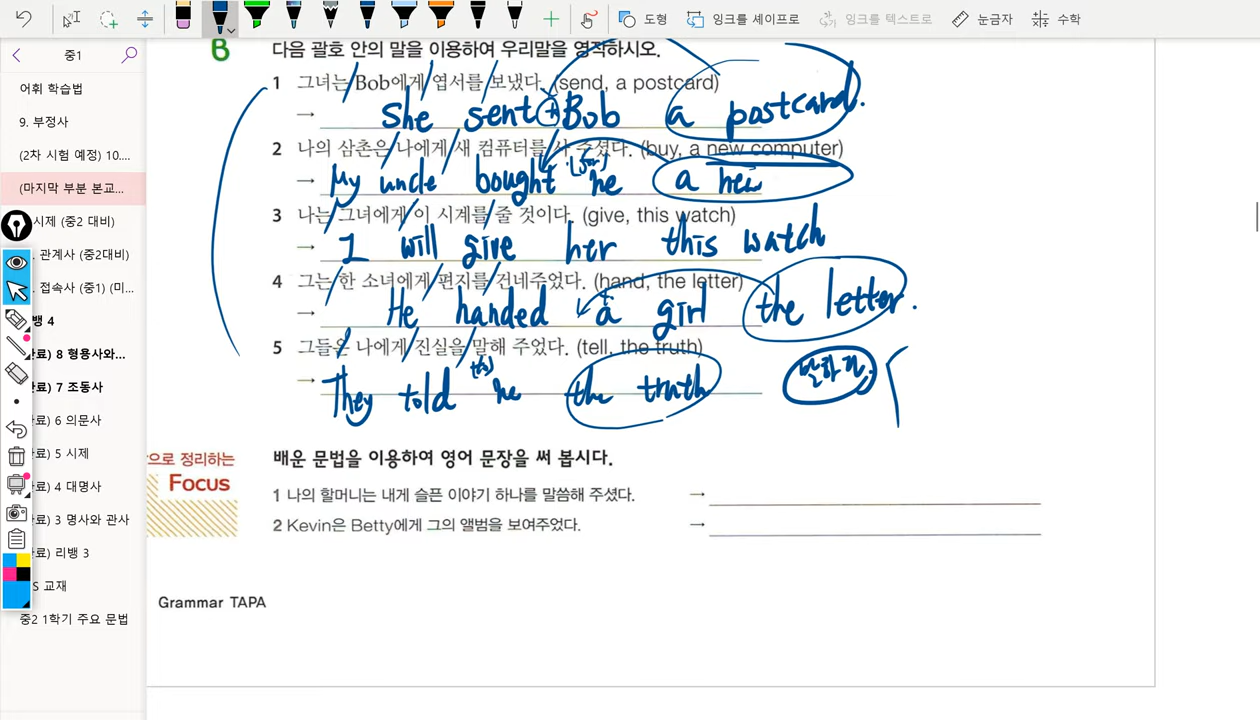 도형
잉크를 셰이프로
잉크를 텍스트로
눈금자
수학
중1
어휘 학습법
9. 부정사
(2차 시험 예정) 10....
(마지막 부분 본교...
시제 (중2 대비)
. 관계사 (중2대비)
. 접속사 (중1) (미...
뱅 4
료) 8 형용사와...
료) 7 조동사
료) 6 의문사
료) 5 시제
료) 4 대명사
료) 3 명사와 관사
료) 리뱅 3
S 교재
중2 1학기 주요 문법
B 다음 괄호 안의 말을 이용하여 우리말을 영작하시오.
1 그녀는 Bob에게 엽서를 보냈다. (send, a postcard)
→ She sent Bob a postcard.
2 나의 삼촌은 나에게 새 컴퓨터를 사 주셨다. (buy, a new computer)
→ My uncle bought (for) me a new
3 나는 그녀에게 이 시계를 줄 것이다. (give, this watch)
→ I will give her this watch
4 그는 한 소녀에게 편지를 건네주었다. (hand, the letter)
→ He handed a girl the letter.
5 그들은 나에게 진실을 말해 주었다. (tell, the truth)
→ They told (to) me the truth 말하기
으로 정리하는
Focus
배운 문법을 이용하여 영어 문장을 써 봅시다.
1 나의 할머니는 내게 슬픈 이야기 하나를 말씀해 주셨다. →
2 Kevin은 Betty에게 그의 앨범을 보여주었다. →
Grammar TAPA